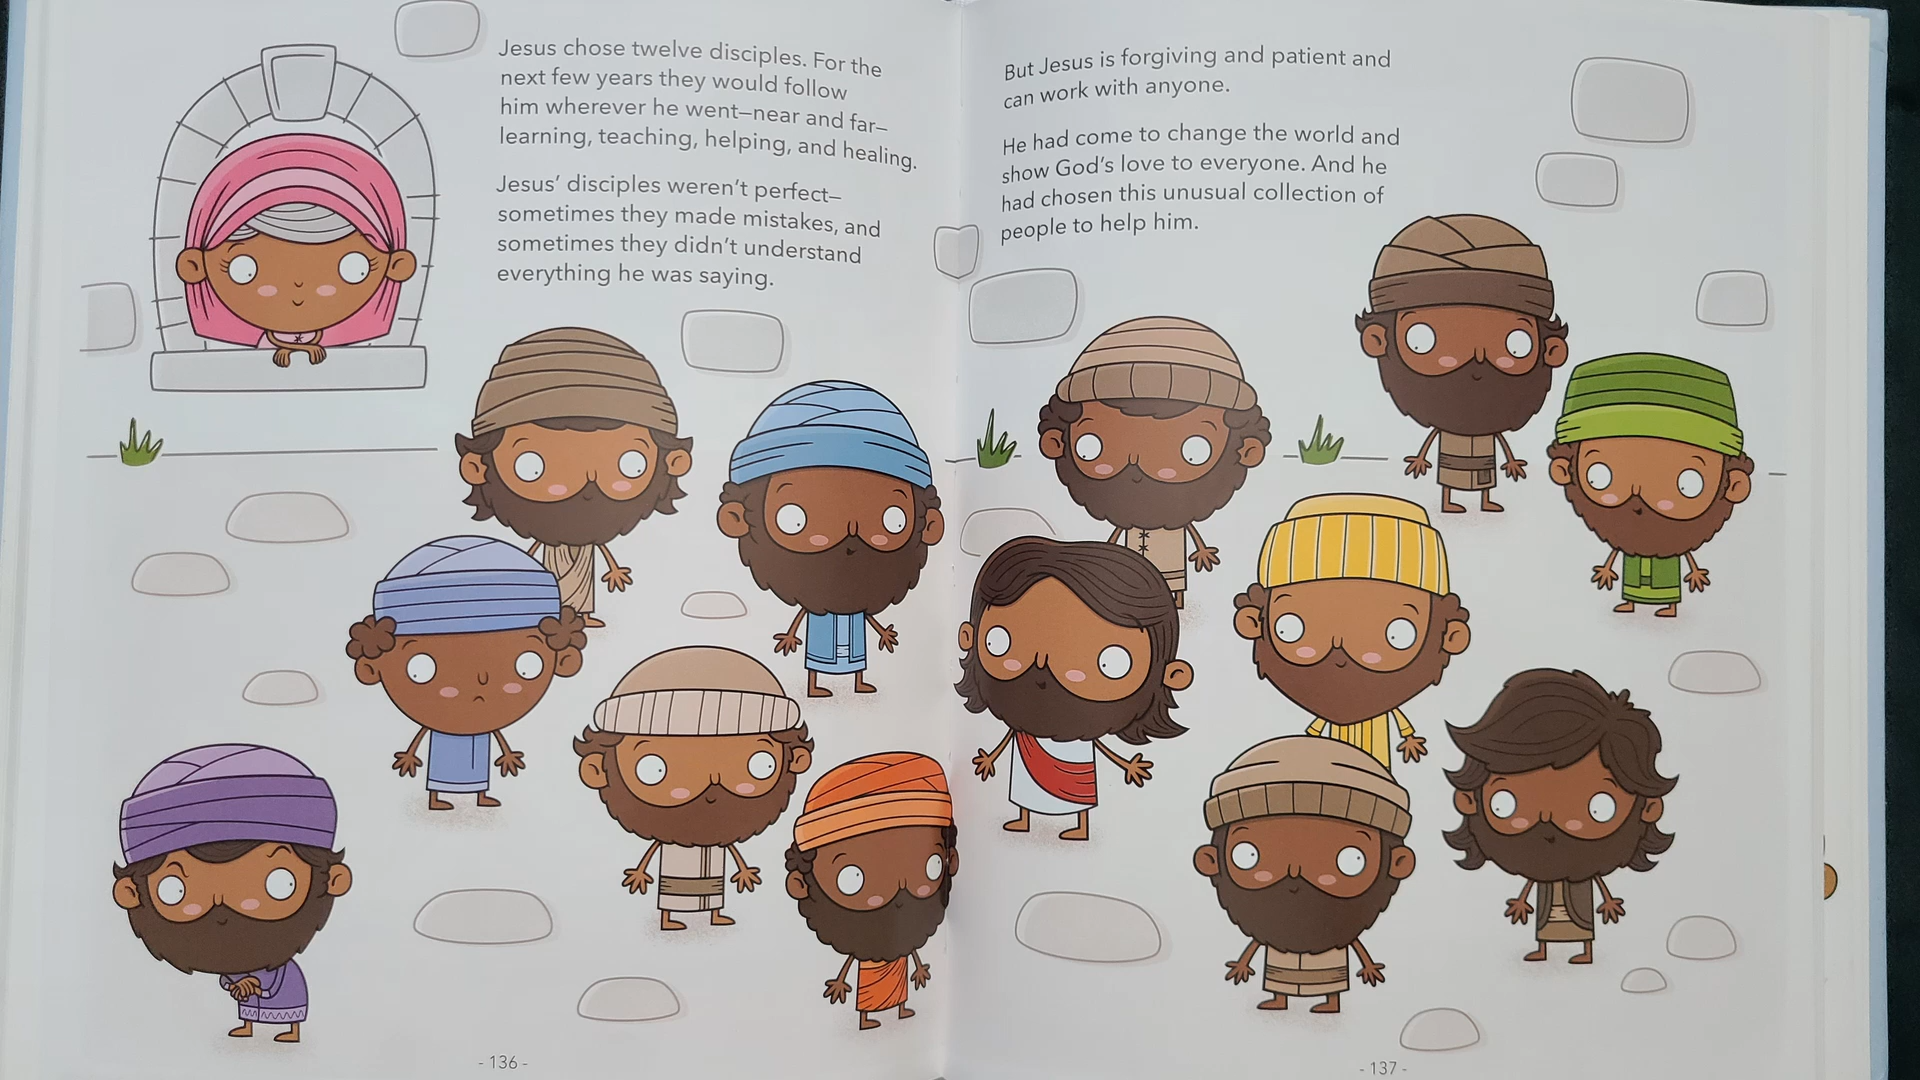 Jesus chose twelve disciples. For the
next few years they would follow
him wherever he went—near and far—
learning, teaching, helping, and healing.
Jesus’ disciples weren’t perfect—
sometimes they made mistakes, and
sometimes they didn’t understand
everything he was saying.
- 136 -
But Jesus is forgiving and patient and
can work with anyone.
He had come to change the world and
show God’s love to everyone. And he
had chosen this unusual collection of
people to help him.
- 137 -